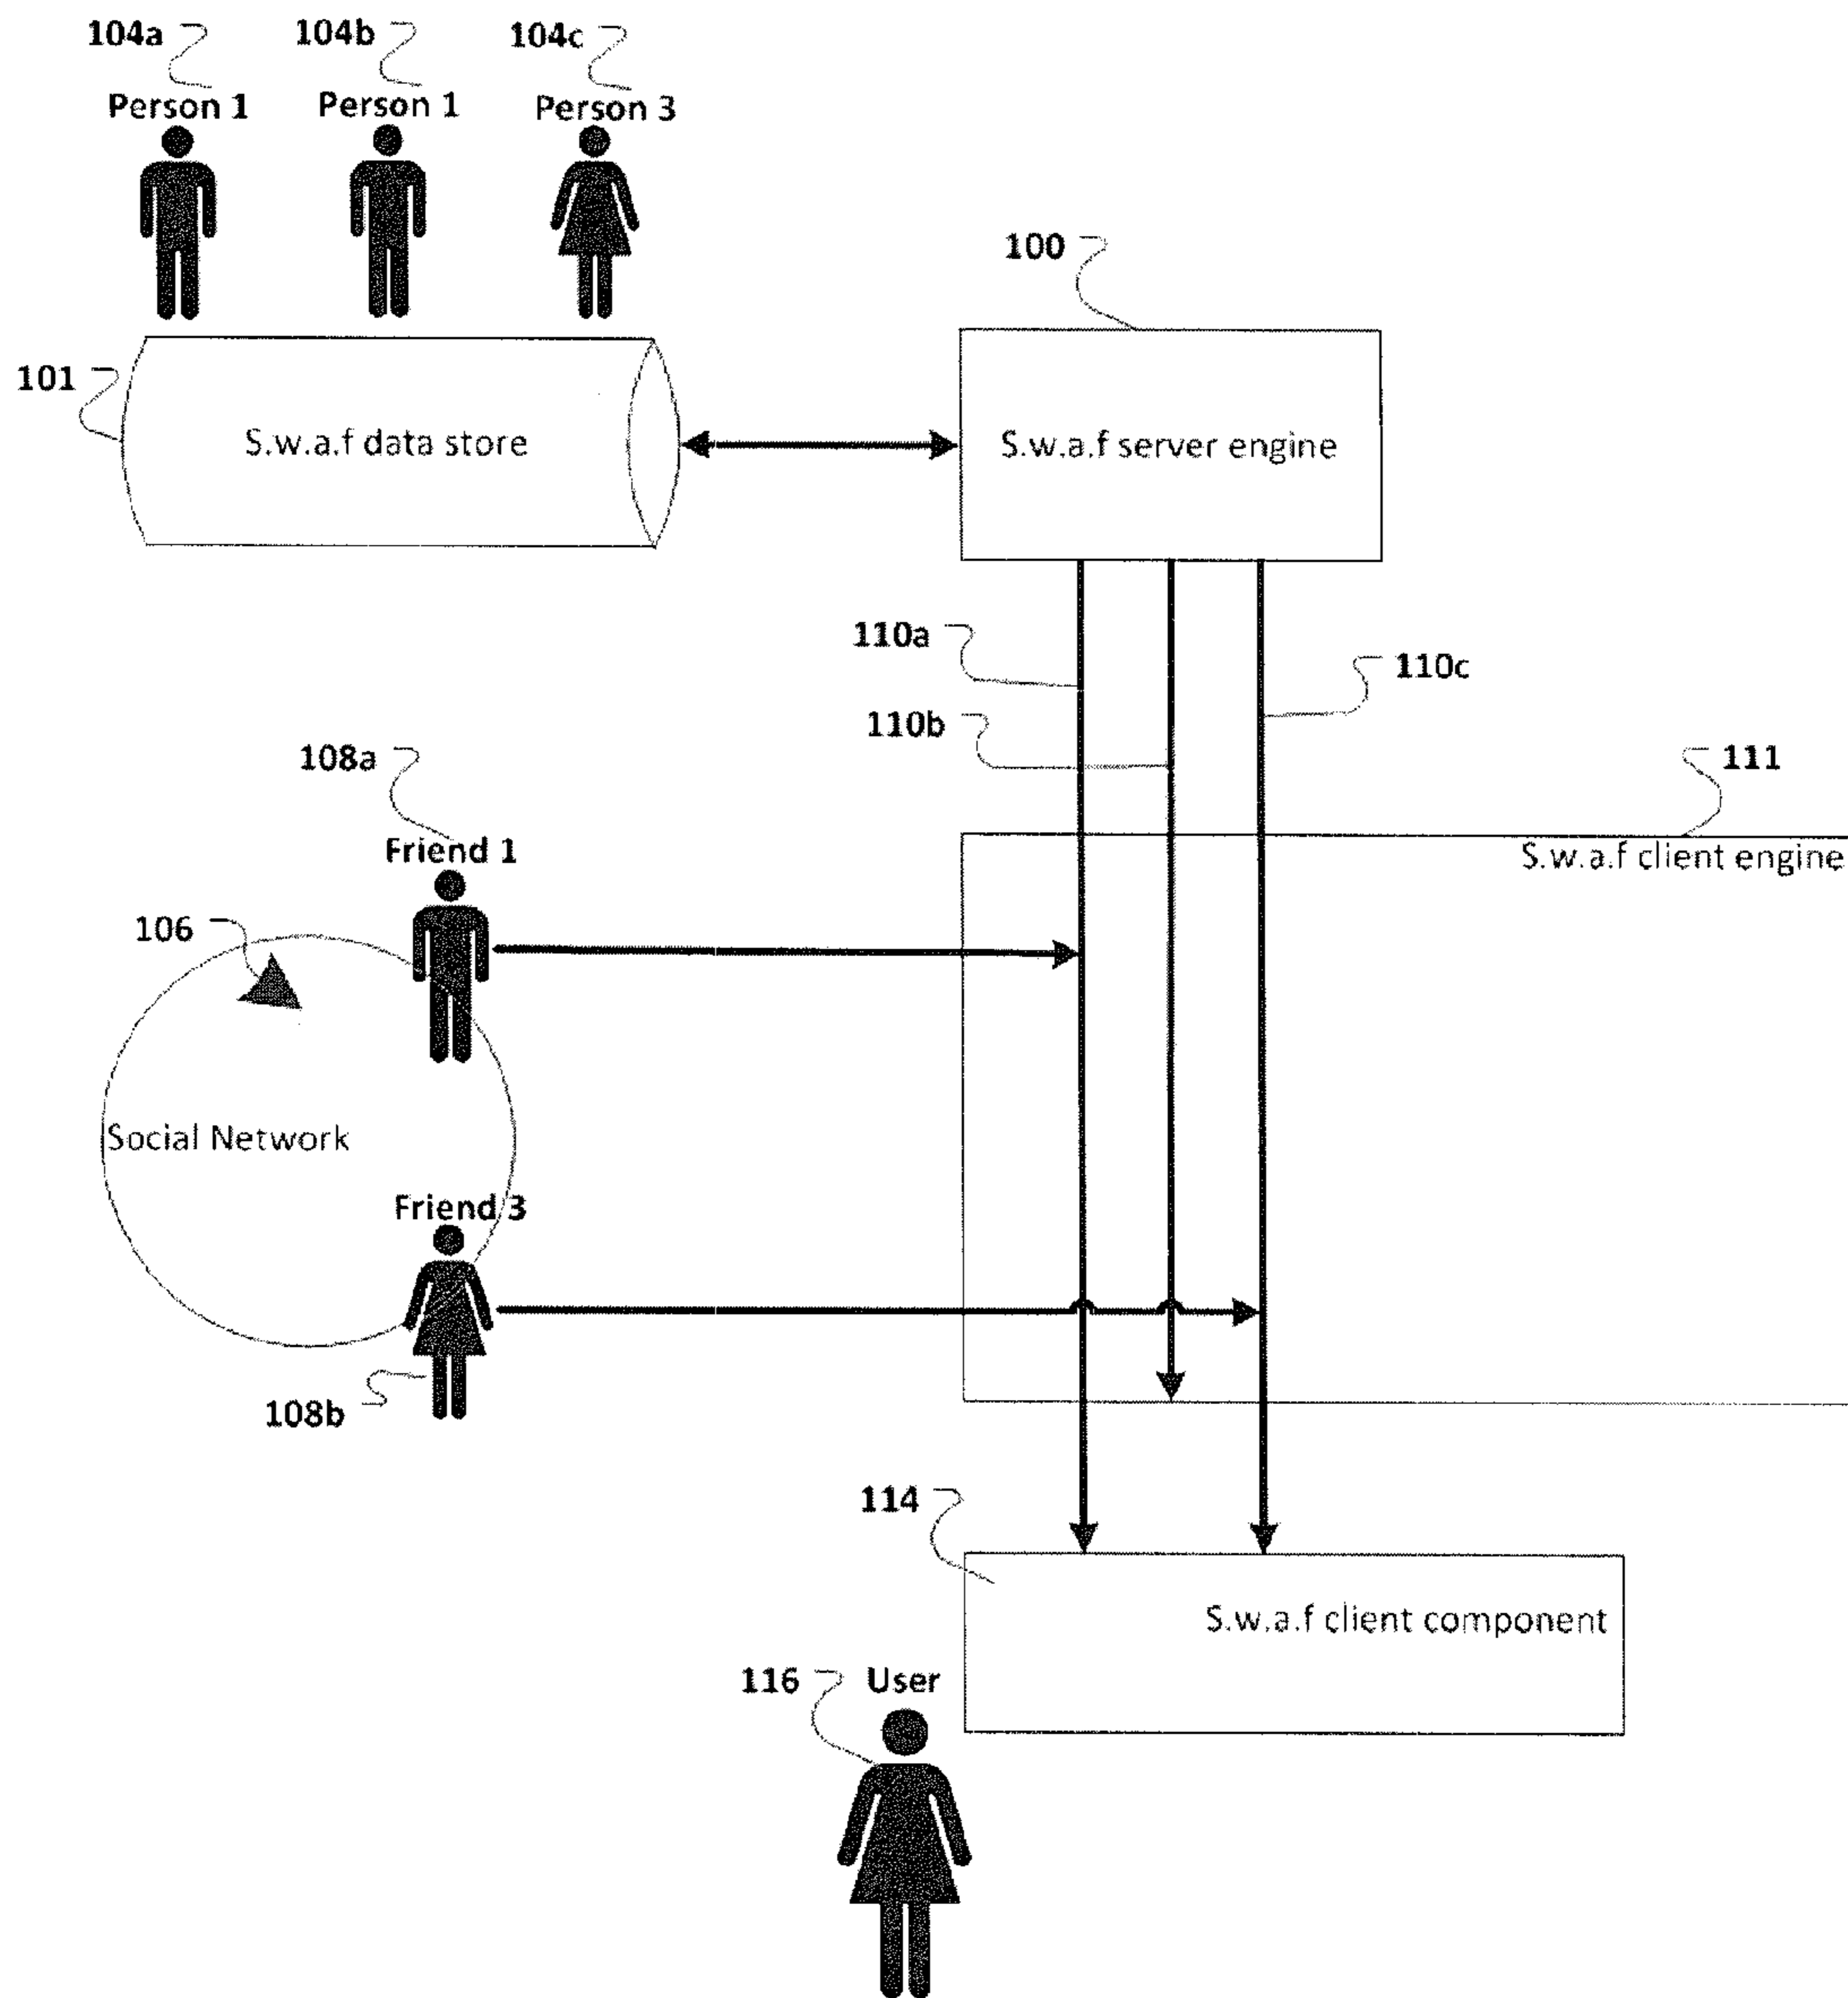 104a
104b
104c
Person 1
Person 1
Person 3
100
101
S.w.a.f data store
S.w.a.f server engine
110a
110c
110b
108a
111
Friend 1
S.w.a.f client engine
106
Social Network
Friend 3
108b
114
S.w.a.f client component
116
User